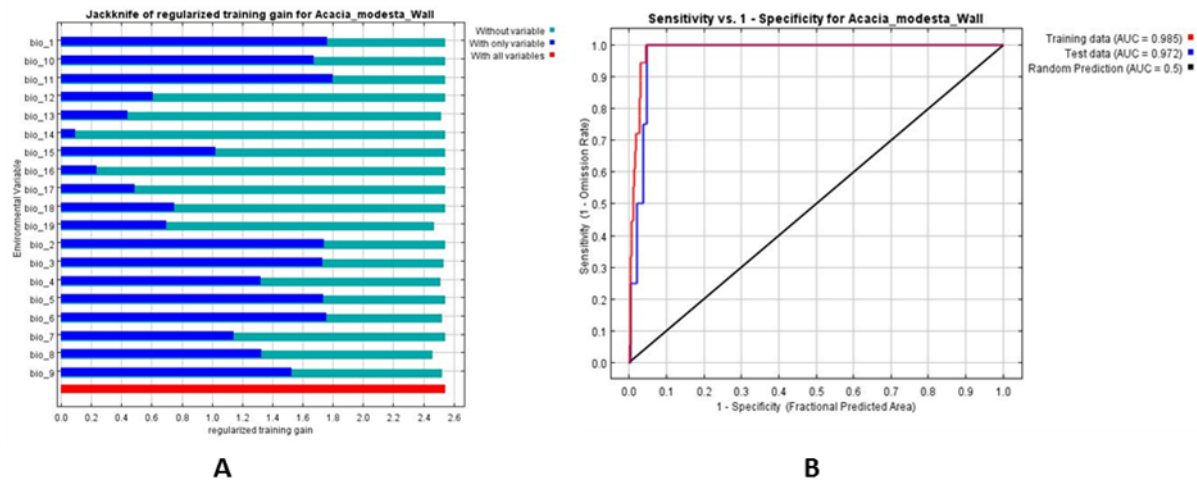 Jackknife of regularized training gain for Acacia_modesta_Wall
Without variable
With only variable
With all variables
Environmental Variable
bio_1
bio_10
bio_11
bio_12
bio_13
bio_14
bio_15
bio_16
bio_17
bio_18
bio_19
bio_2
bio_3
bio_4
bio_5
bio_6
bio_7
bio_8
bio_9
0.0 0.2 0.4 0.6 0.8 1.0 1.2 1.4 1.6 1.8 2.0 2.2 2.4 2.6
regularized training gain
A
Sensitivity vs. 1 - Specificity for Acacia_modesta_Wall
Training data (AUC = 0.985)
Test data (AUC = 0.972)
Random Prediction (AUC = 0.5)
Sensitivity (1 - Omission Rate)
1.0
0.9
0.8
0.7
0.6
0.5
0.4
0.3
0.2
0.1
0.0
0.0 0.1 0.2 0.3 0.4 0.5 0.6 0.7 0.8 0.9 1.0
1 - Specificity (Fractional Predicted Area)
B